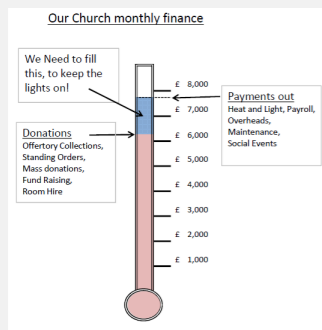 Our Church monthly finance
We Need to fill
this, to keep the
lights on!
£ 8,000
£ 7,000
£ 6,000
£ 5,000
£ 4,000
£ 3,000
£ 2,000
£ 1,000
Payments out
Heat and Light, Payroll,
Overheads,
Maintenance,
Social Events
Donations
Offertory Collections,
Standing Orders,
Mass donations,
Fund Raising,
Room Hire